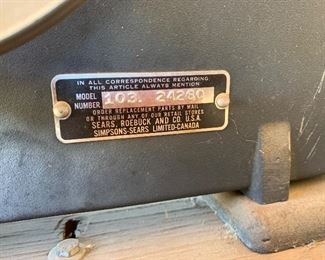 IN ALL CORRESPONDENCE REGARDING
THIS ARTICLE ALWAYS MENTION
MODEL NUMBER 103. 24280
ORDER REPLACEMENT PARTS BY MAIL
OR THROUGH ANY OF OUR RETAIL STORES
SEARS, ROEBUCK AND CO. U.S.A.
SIMPSONS-SEARS LIMITED-CANADA